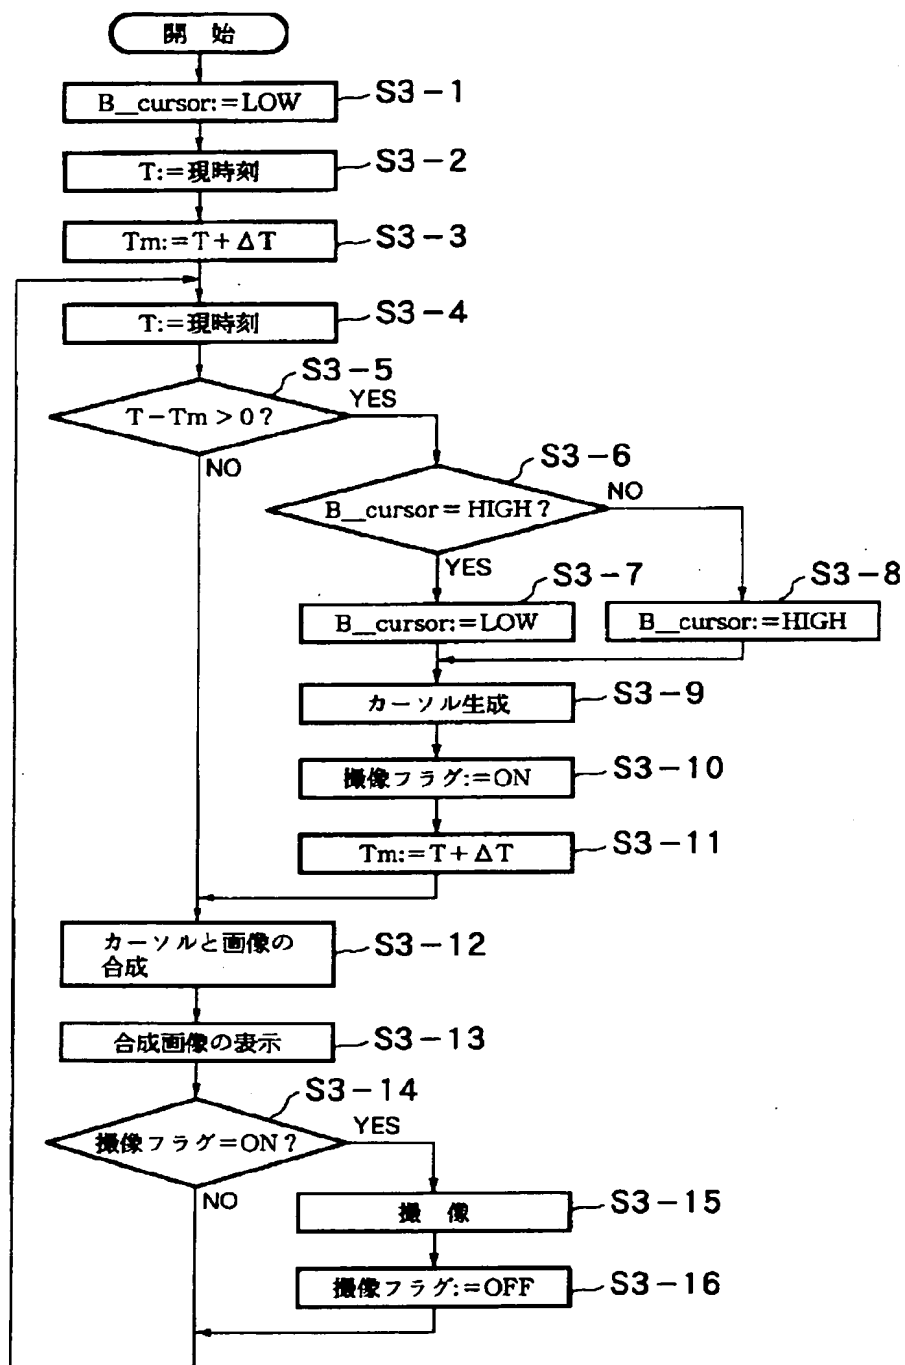 開 始
B__cursor:=LOW
S3-1
T:=現時刻
S3-2
Tm:=T+ΔT
S3-3
T:=現時刻
S3-4
S3-5
T-Tm>0?
YES
NO
S3-6
B__cursor=HIGH?
NO
YES
S3-7
B__cursor:=LOW
S3-8
B__cursor:=HIGH
カーソル生成
S3-9
撮像フラグ:=ON
S3-10
Tm:=T+ΔT
S3-11
カーソルと画像の
合成
S3-12
合成画像の表示
S3-13
S3-14
撮像フラグ=ON?
YES
NO
撮 像
S3-15
撮像フラグ:=OFF
S3-16